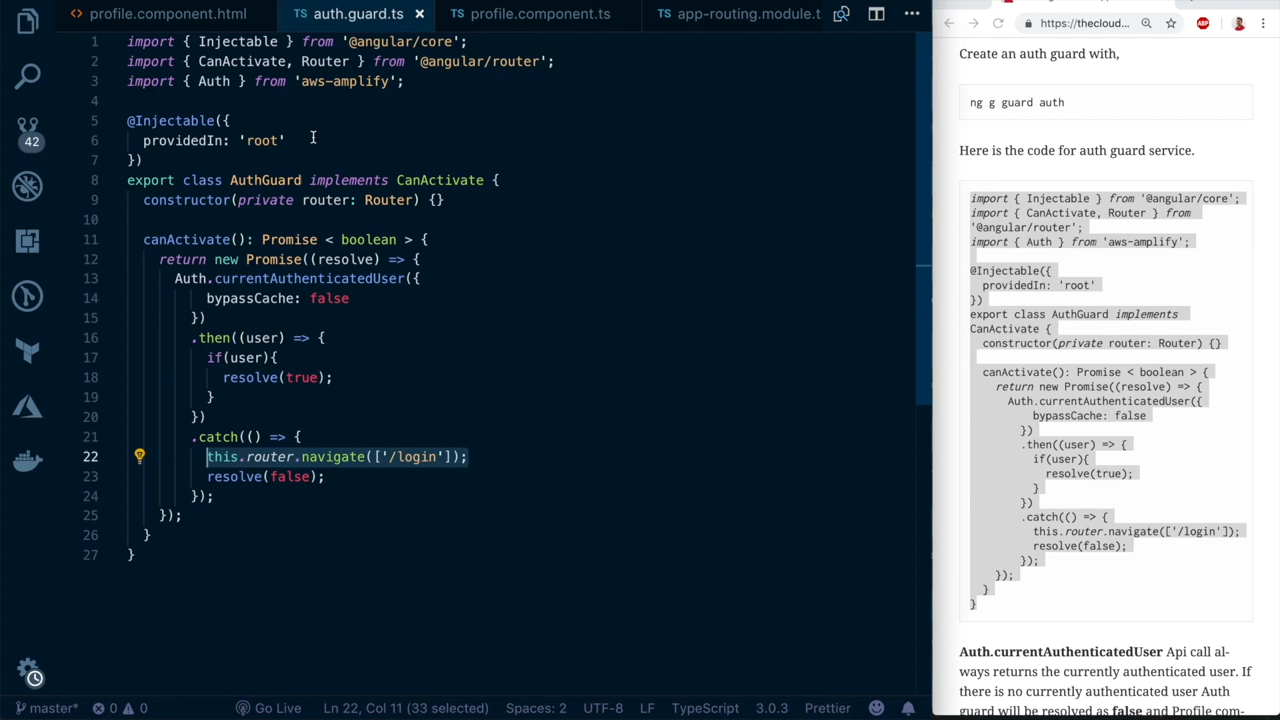 profile.component.html
auth.guard.ts
profile.component.ts
app-routing.module.t
https://thecloud
ABP
1 import { Injectable } from '@angular/core';
2 import { CanActivate, Router } from '@angular/router';
3 import { Auth } from 'aws-amplify';
4
5 @Injectable({
6 providedIn: 'root'
7 })
8 export class AuthGuard implements CanActivate {
9 constructor(private router: Router) {}
10
11 canActivate(): Promise < boolean > {
12 return new Promise((resolve) => {
13 Auth.currentAuthenticatedUser({
14 bypassCache: false
15 })
16 .then((user) => {
17 if(user){
18 resolve(true);
19 }
20 })
21 .catch(() => {
22 this.router.navigate(['/login']);
23 resolve(false);
24 });
25 });
26 }
27 }
42
master*
0
0
Go Live
Ln 22, Col 11 (33 selected)
Spaces: 2
UTF-8
LF
TypeScript
3.0.3
Prettier
Create an auth guard with,
ng g guard auth
Here is the code for auth guard service.
import { Injectable } from '@angular/core';
import { CanActivate, Router } from
'@angular/router';
import { Auth } from 'aws-amplify';
@Injectable({
providedIn: 'root'
})
export class AuthGuard implements
CanActivate {
constructor(private router: Router) {}
canActivate(): Promise < boolean > {
return new Promise((resolve) => {
Auth.currentAuthenticatedUser({
bypassCache: false
})
.then((user) => {
if(user){
resolve(true);
}
})
.catch(() => {
this.router.navigate(['/login']);
resolve(false);
});
});
}
}
Auth.currentAuthenticatedUser Api call al-
ways returns the currently authenticated user. If
there is no currently authenticated user Auth
guard will be resolved as false and Profile com-